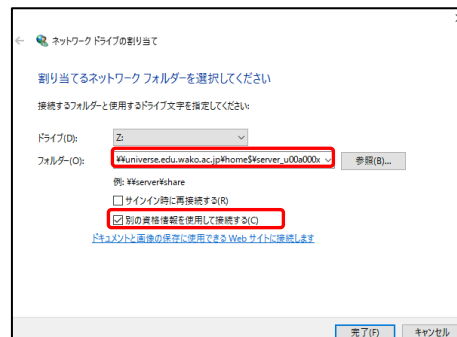 ネットワーク ドライブの割り当て
割り当てるネットワーク フォルダーを選択してください
接続するフォルダーと使用するドライブ文字を指定してください:
ドライブ(D): Z:
フォルダー(O): ¥¥universe.edu.wako.ac.jp¥home$¥server_u00a000x 参照(B)...
例: ¥¥server¥share
サインイン時に再接続する(R)
別の資格情報を使用して接続する(C)
ドキュメントと画像の保存に使用できる Web サイトに接続します
完了(F) キャンセル